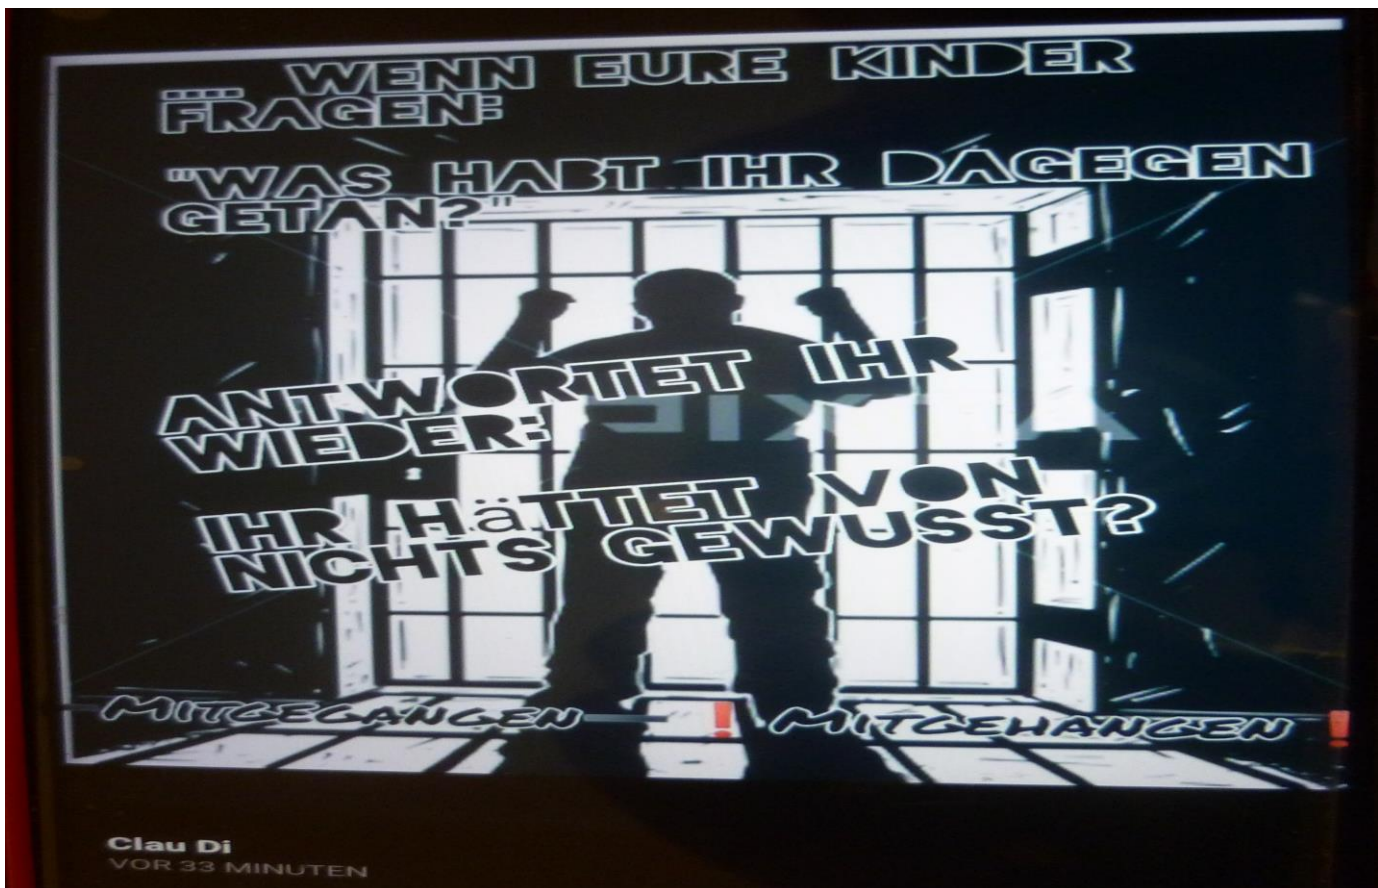 .... WENN EURE KINDER
FRAGEN:
"WAS HABT IHR DAGEGEN
GETAN?"
ANTWORTET IHR
WIEDER:
IHR HÄTTET VON
NICHTS GEWUSST?
MITGEGANGEN ! MITGEHANGEN !
Clau Di
VOR 33 MINUTEN